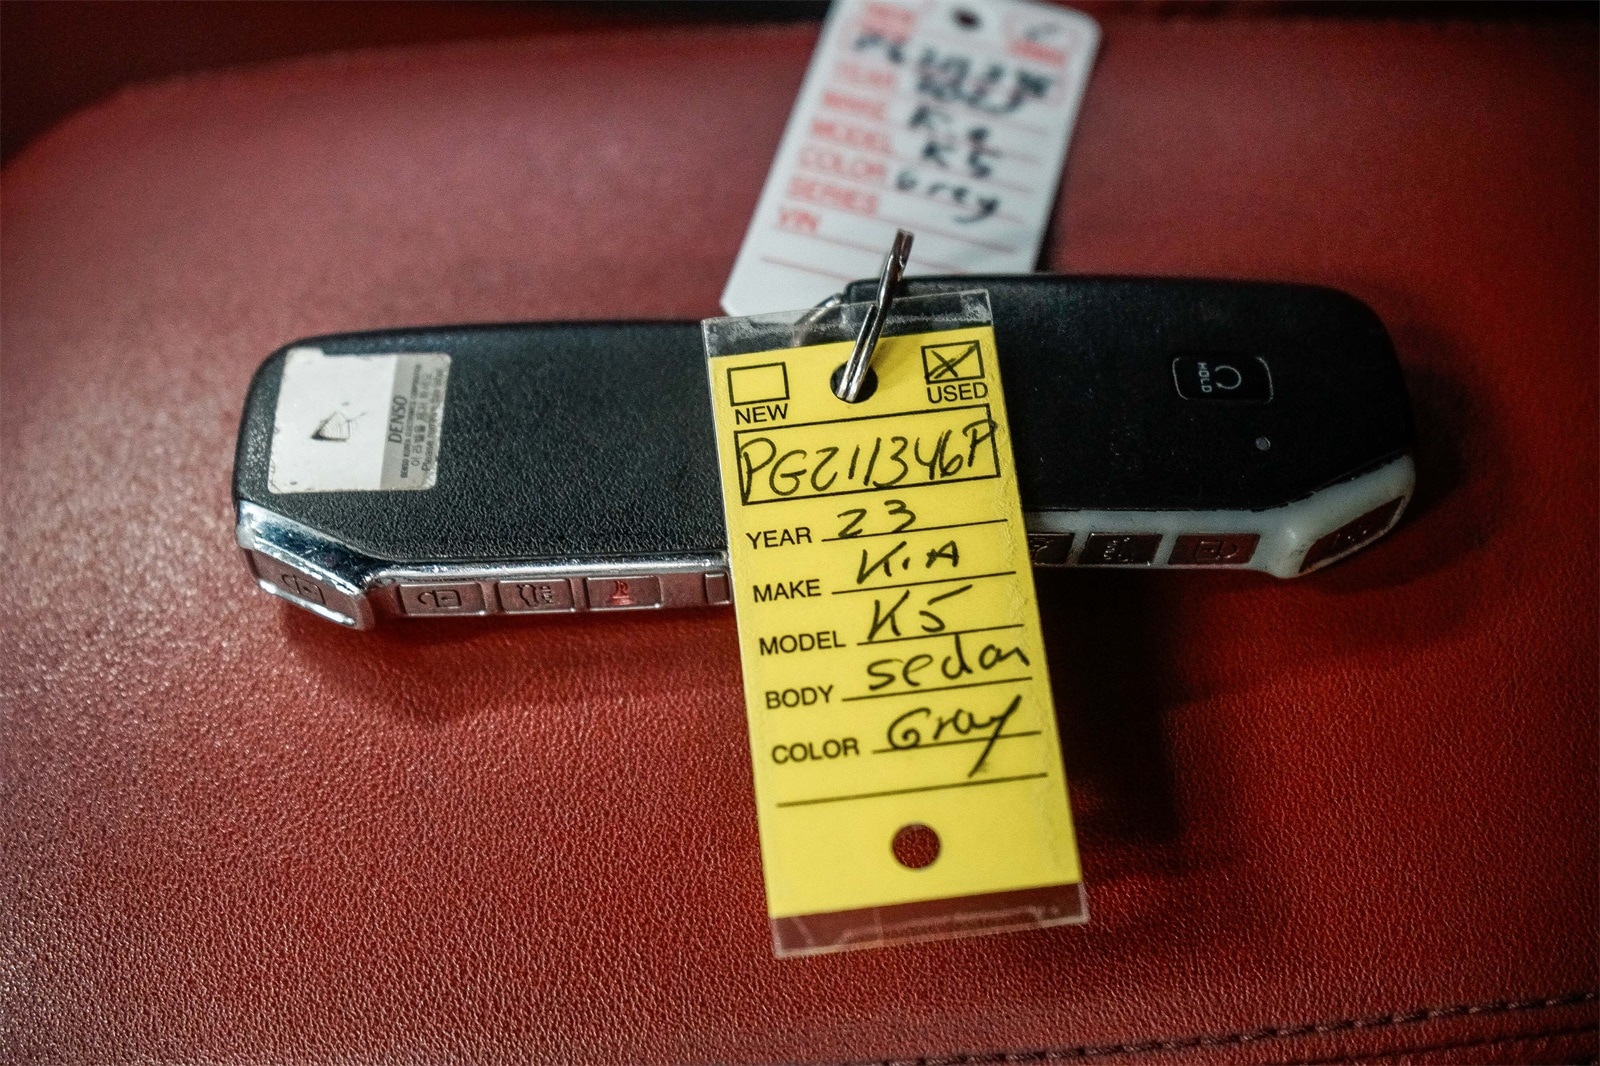 YEAR
MAKE Kia
MODEL K5
COLOR Grey
SERIES
VIN
NEW
USED
PG211346P
YEAR 23
MAKE KiA
MODEL K5
BODY sedan
COLOR Gray
DENSO
HOLD